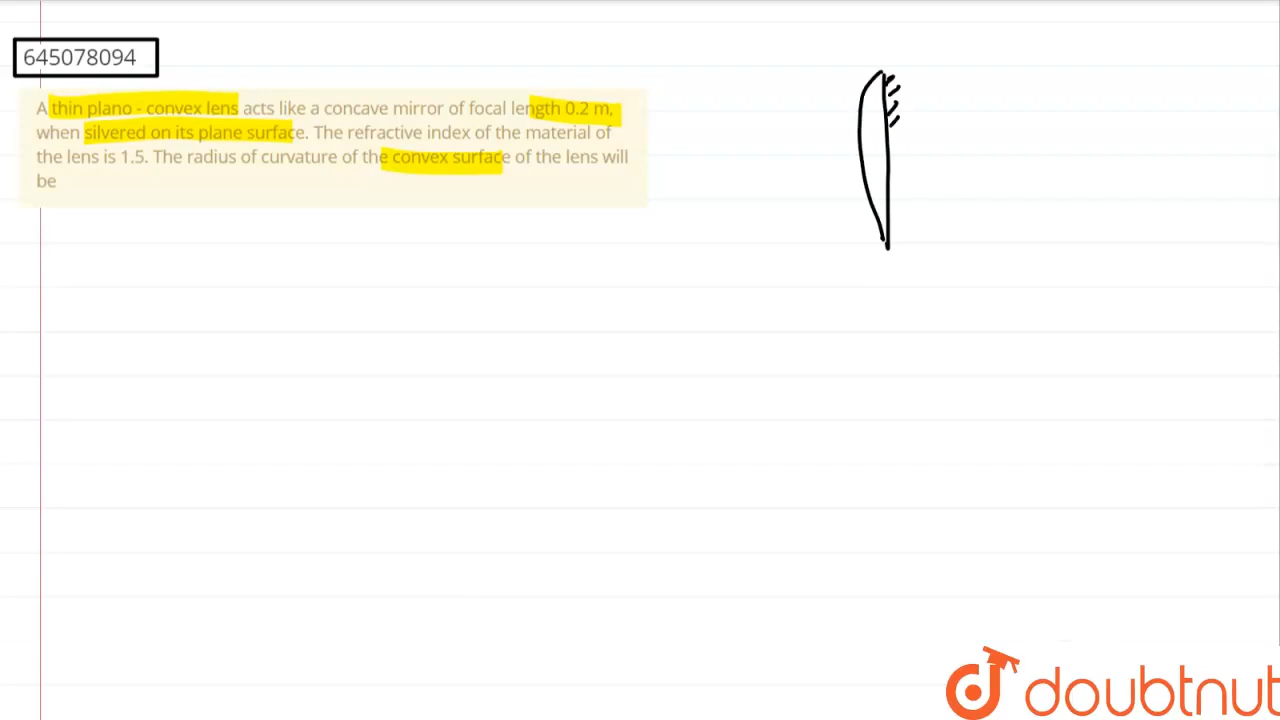 645078094
A thin plano - convex lens acts like a concave mirror of focal length 0.2 m,
when silvered on its plane surface. The refractive index of the material of
the lens is 1.5. The radius of curvature of the convex surface of the lens will
be
doubtnut